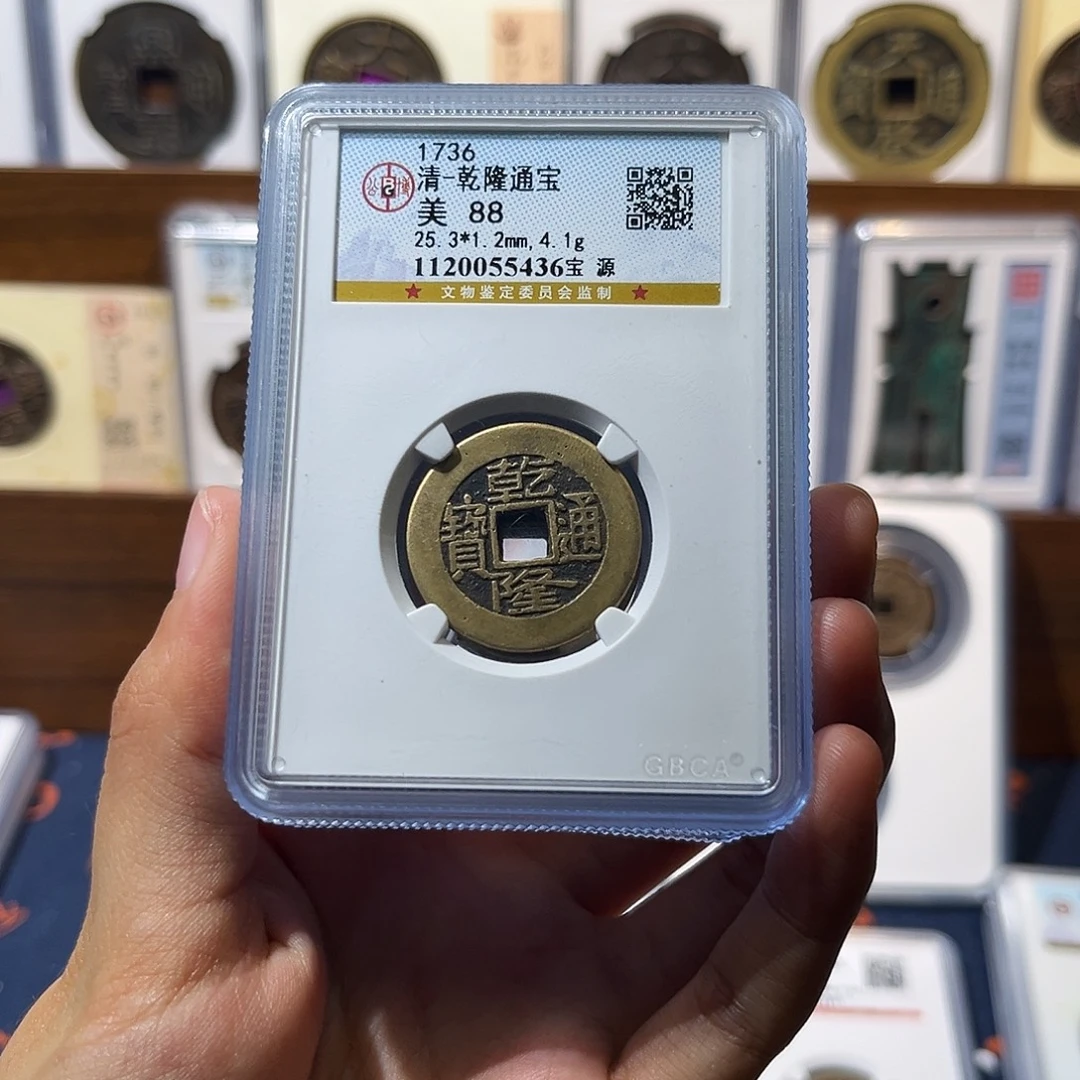 1736
公博
清-乾隆通宝
美 88
25.3*1.2mm,4.1g
1120055436宝 源
★ 文物鉴定委员会监制 ★
乾隆通寶
GBCA